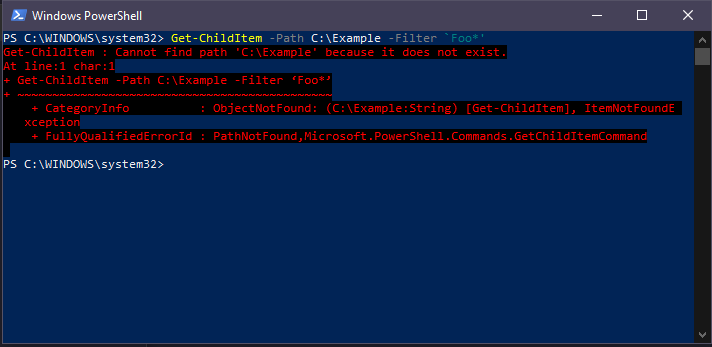 Windows PowerShell
PS C:\WINDOWS\system32> Get-ChildItem -Path C:\Example -Filter `Foo*'
Get-ChildItem : Cannot find path 'C:\Example' because it does not exist.
At line:1 char:1
+ Get-ChildItem -Path C:\Example -Filter ‘Foo*’
+ ~~~~~~~~~~~~~~~~~~~~~~~~~~~~~~~~~~~~~~~~~~~~~
    + CategoryInfo          : ObjectNotFound: (C:\Example:String) [Get-ChildItem], ItemNotFoundE
   xception
    + FullyQualifiedErrorId : PathNotFound,Microsoft.PowerShell.Commands.GetChildItemCommand
PS C:\WINDOWS\system32>